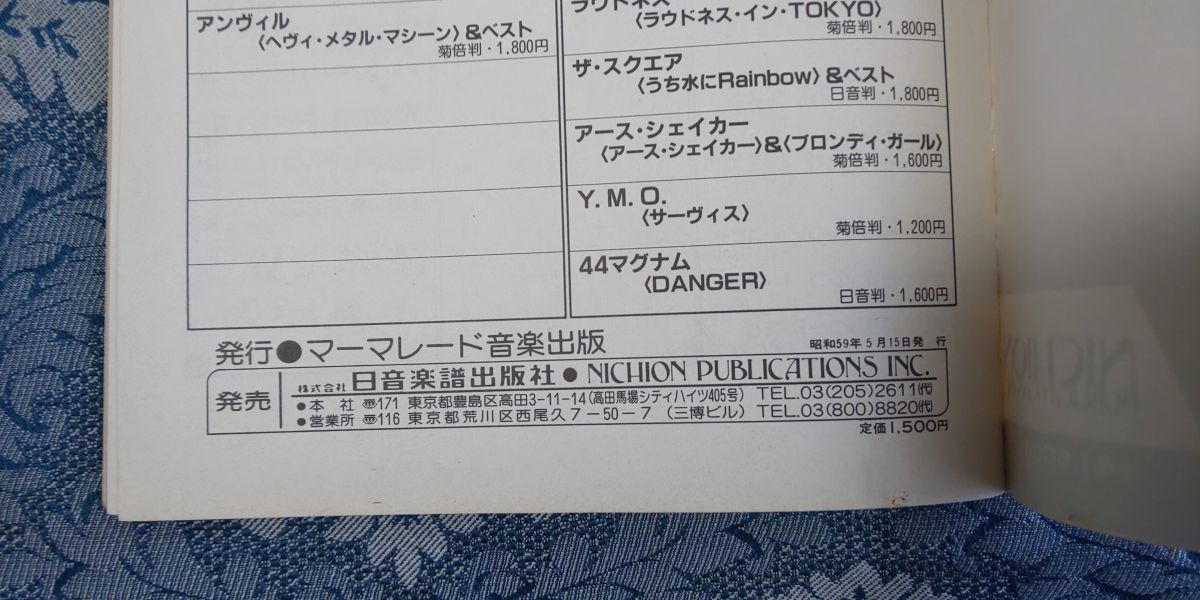 アンヴィル
〈ヘヴィ・メタル・マシーン〉&ベスト
菊倍判・1,800円
ラウドネス
〈ラウドネス・イン・TOKYO〉
菊倍判・1,800円
ザ・スクエア
〈うち水にRainbow〉&ベスト
日音判・1,800円
アース・シェイカー
〈アース・シェイカー〉&〈ブロンディ・ガール〉
菊倍判・1,600円
Y. M. O.
〈サーヴィス〉
菊倍判・1,200円
44マグナム
〈DANGER〉
日音判・1,600円
発行●マーマレード音楽出版
昭和59年5月15日発 行
発売
株式会社 日音楽譜出版社 ● NICHION PUBLICATIONS INC.
●本 社 〠171 東京都豊島区高田3-11-14(高田馬場シティハイツ405号) TEL.03(205)2611(代)
●営業所 〠116 東京都荒川区西尾久7-50-7(三博ビル) TEL.03(800)8820(代)
定価1,500円